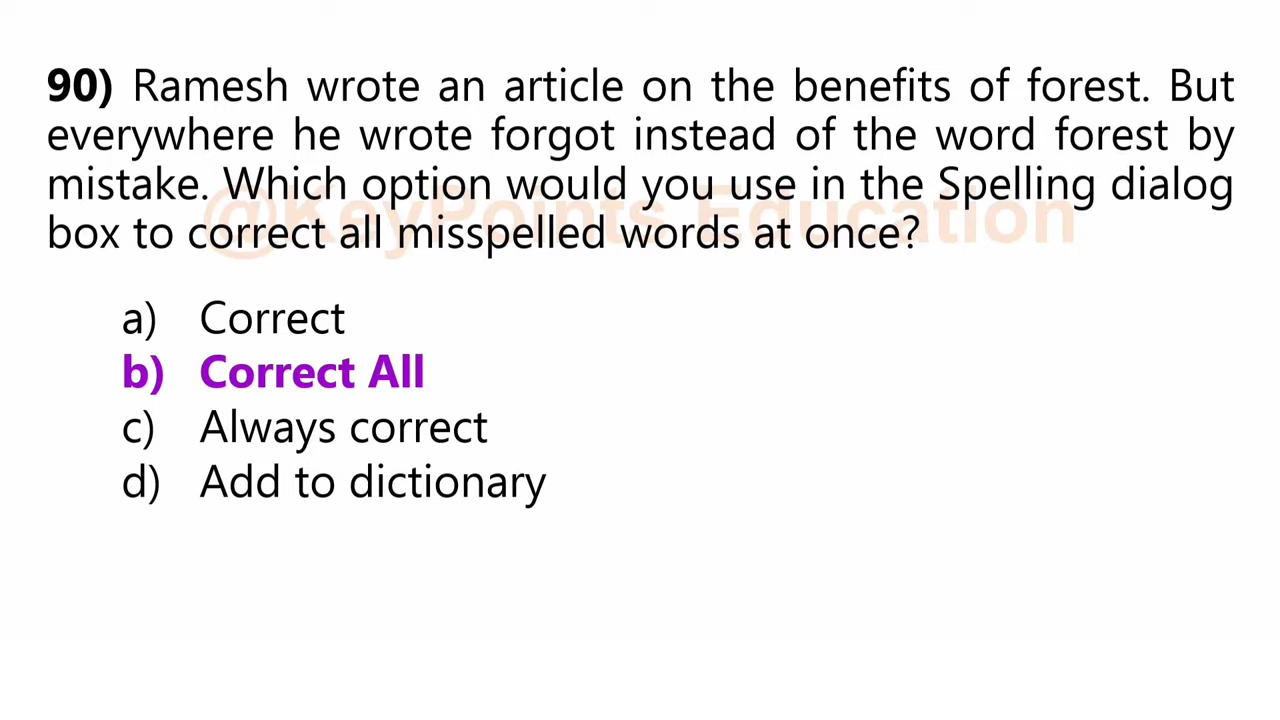 90) Ramesh wrote an article on the benefits of forest. But
everywhere he wrote forgot instead of the word forest by
mistake. Which option would you use in the Spelling dialog
@KeyPoints Education
box to correct all misspelled words at once?
a) Correct
b) Correct All
c) Always correct
d) Add to dictionary